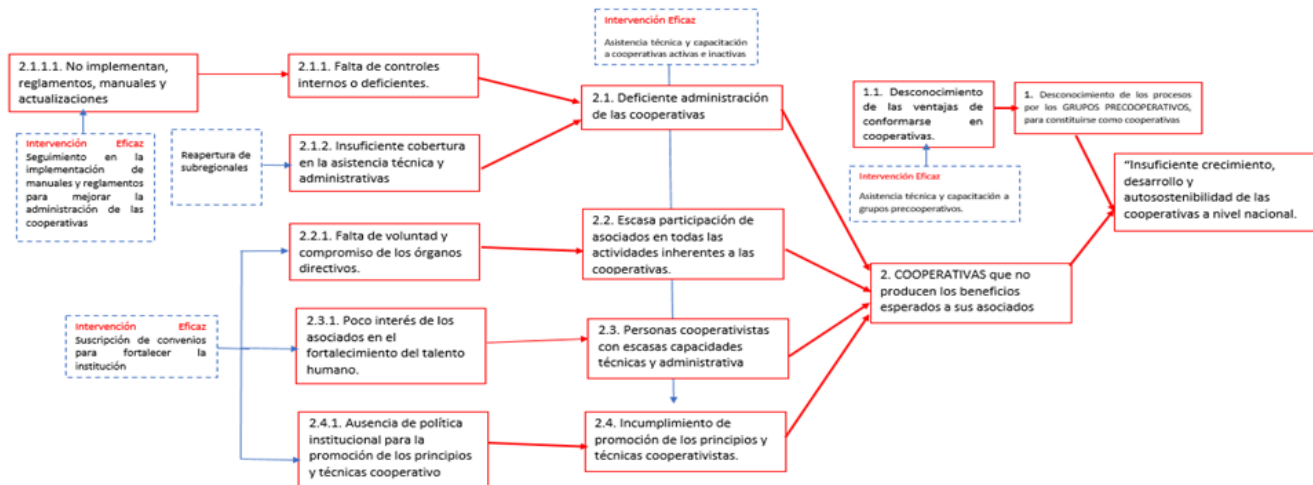 Intervención Eficaz
Asistencia técnica y capacitación
a cooperativas activas e inactivas
2.1.1.1. No implementan,
reglamentos, manuales y
actualizaciones
2.1.1. Falta de controles
internos o deficientes.
2.1. Deficiente administración
de las cooperativas
1.1. Desconocimiento
de las ventajas de
conformarse en
cooperativas.
1. Desconocimiento de los procesos
por los GRUPOS PRECOOPERATIVOS,
para constituirse como cooperativas
Intervención Eficaz
Seguimiento en la
implementación de
manuales y reglamentos
para mejorar la
administración de las
cooperativas
Reapertura de
subregionales
2.1.2. Insuficiente cobertura
en la asistencia técnica y
administrativas
Intervención Eficaz
Asistencia técnica y capacitación a
grupos precooperativos.
“Insuficiente crecimiento,
desarrollo y
autosostenibilidad de las
cooperativas a nivel nacional.
2.2.1. Falta de voluntad y
compromiso de los órganos
directivos.
2.2. Escasa participación de
asociados en todas las
actividades inherentes a las
cooperativas.
2. COOPERATIVAS que no
producen los beneficios
esperados a sus asociados
Intervención Eficaz
Suscripción de convenios
para fortalecer la
institución
2.3.1. Poco interés de los
asociados en el
fortalecimiento del talento
humano.
2.3. Personas cooperativistas
con escasas capacidades
técnicas y administrativa
2.4.1. Ausencia de política
institucional para la
promoción de los principios
y técnicas cooperativo
2.4. Incumplimiento de
promoción de los principios y
técnicas cooperativistas.